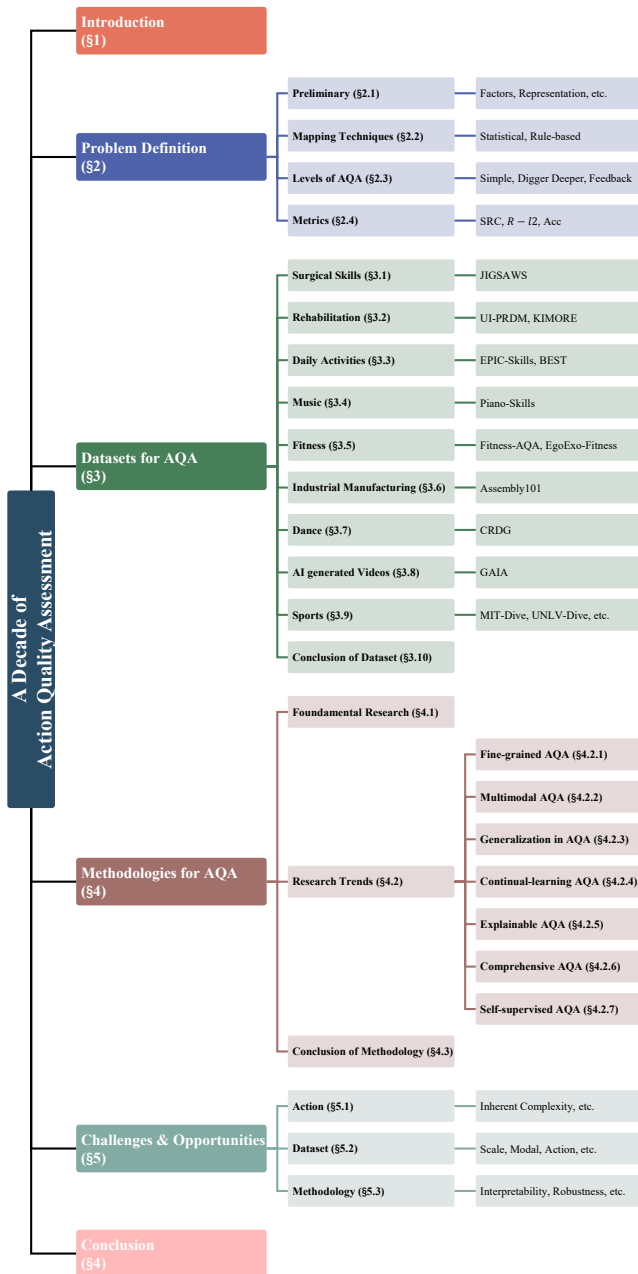 A Decade of
Action Quality Assessment
Introduction
(§1)
Problem Definition
(§2)
Preliminary (§2.1)
Factors, Representation, etc.
Mapping Techniques (§2.2)
Statistical, Rule-based
Levels of AQA (§2.3)
Simple, Digger Deeper, Feedback
Metrics (§2.4)
SRC, R − l2, Acc
Datasets for AQA
(§3)
Surgical Skills (§3.1)
JIGSAWS
Rehabilitation (§3.2)
UI-PRDM, KIMORE
Daily Activities (§3.3)
EPIC-Skills, BEST
Music (§3.4)
Piano-Skills
Fitness (§3.5)
Fitness-AQA, EgoExo-Fitness
Industrial Manufacturing (§3.6)
Assembly101
Dance (§3.7)
CRDG
AI generated Videos (§3.8)
GAIA
Sports (§3.9)
MIT-Dive, UNLV-Dive, etc.
Conclusion of Dataset (§3.10)
Methodologies for AQA
(§4)
Foundamental Research (§4.1)
Research Trends (§4.2)
Fine-grained AQA (§4.2.1)
Multimodal AQA (§4.2.2)
Generalization in AQA (§4.2.3)
Continual-learning AQA (§4.2.4)
Explainable AQA (§4.2.5)
Comprehensive AQA (§4.2.6)
Self-supervised AQA (§4.2.7)
Conclusion of Methodology (§4.3)
Challenges & Opportunities
(§5)
Action (§5.1)
Inherent Complexity, etc.
Dataset (§5.2)
Scale, Modal, Action, etc.
Methodology (§5.3)
Interpretability, Robustness, etc.
Conclusion
(§4)